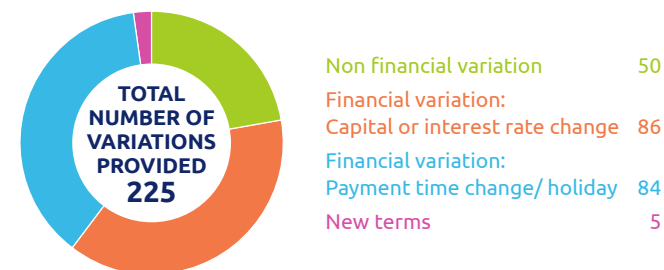 TOTAL
NUMBER OF
VARIATIONS
PROVIDED
225
Non financial variation 50
Financial variation:
Capital or interest rate change 86
Financial variation:
Payment time change/ holiday 84
New terms 5